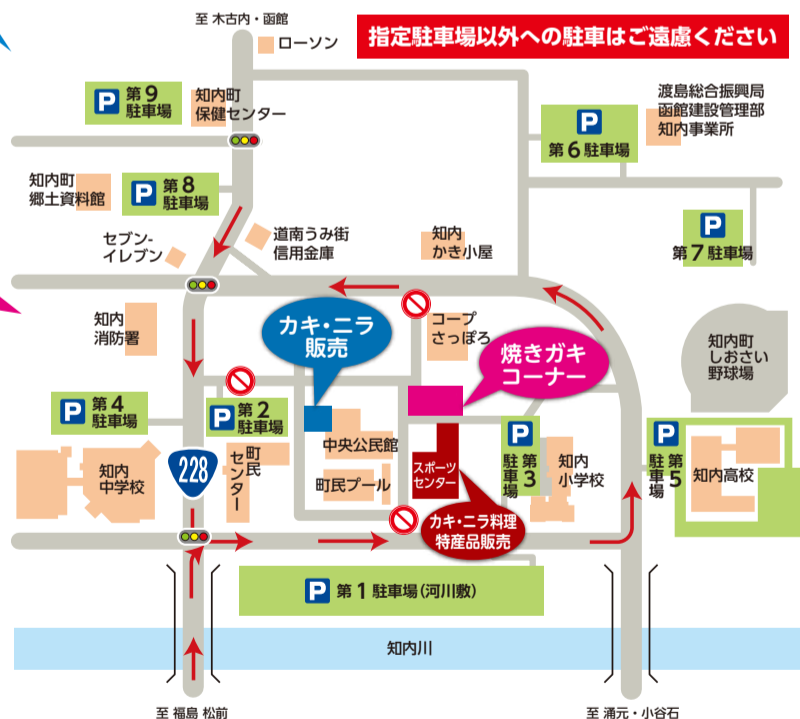 至 木古内・函館
ローソン
指定駐車場以外への駐車はご遠慮ください
P 第9
駐車場
知内町
保健センター
渡島総合振興局
函館建設管理部
知内事業所
P
第6駐車場
知内町
郷土資料館
P 第8
駐車場
P
第7駐車場
セブン-
イレブン
道南うみ街
信用金庫
知内
かき小屋
知内
消防署
カキ・ニラ
販売
コープ
さっぽろ
焼きガキ
コーナー
知内町
しおさい
野球場
P 第4
駐車場
P 第2
駐車場
228
知内
中学校
町民
センター
中央公民館
町民プール
スポーツ
センター
P
第3
駐車場
知内
小学校
P
第5
駐車場
知内高校
カキ・ニラ料理
特産品販売
P 第1駐車場(河川敷)
知内川
至 福島 松前
至 涌元・小谷石